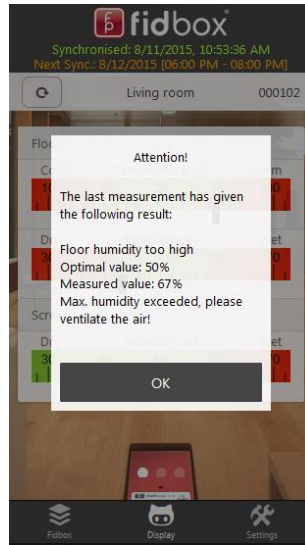 fidbox
Synchronised: 8/11/2015, 10:53:36 AM
Next Sync.: 8/12/2015 [06:00 PM - 08:00 PM]
Living room 000102
Attention!
The last measurement has given
the following result:
Floor humidity too high
Optimal value: 50%
Measured value: 67%
Max. humidity exceeded, please
ventilate the air!
OK
Fidbox Display Settings